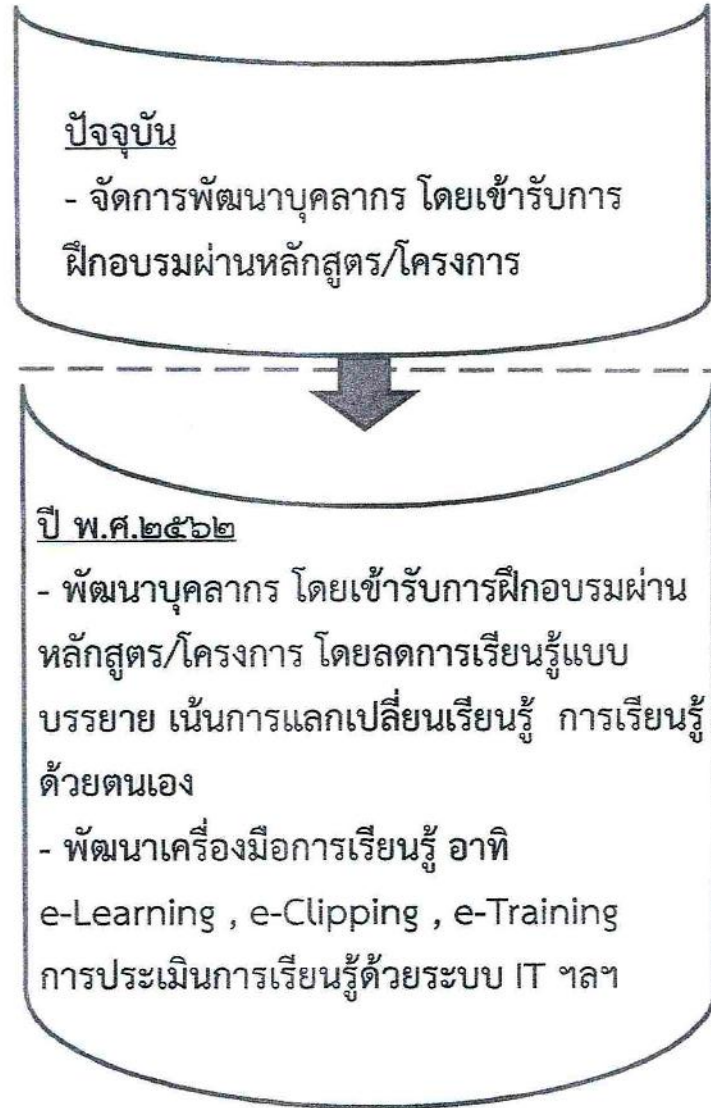 ปัจจุบัน
- จัดการพัฒนาบุคลากร โดยเข้ารับการ
ฝึกอบรมผ่านหลักสูตร/โครงการ
ปี พ.ศ.๒๕๖๒
- พัฒนาบุคลากร โดยเข้ารับการฝึกอบรมผ่าน
หลักสูตร/โครงการ โดยลดการเรียนรู้แบบ
บรรยาย เน้นการแลกเปลี่ยนเรียนรู้ การเรียนรู้
ด้วยตนเอง
- พัฒนาเครื่องมือการเรียนรู้ อาทิ
e-Learning , e-Clipping , e-Training
การประเมินการเรียนรู้ด้วยระบบ IT ฯลฯ